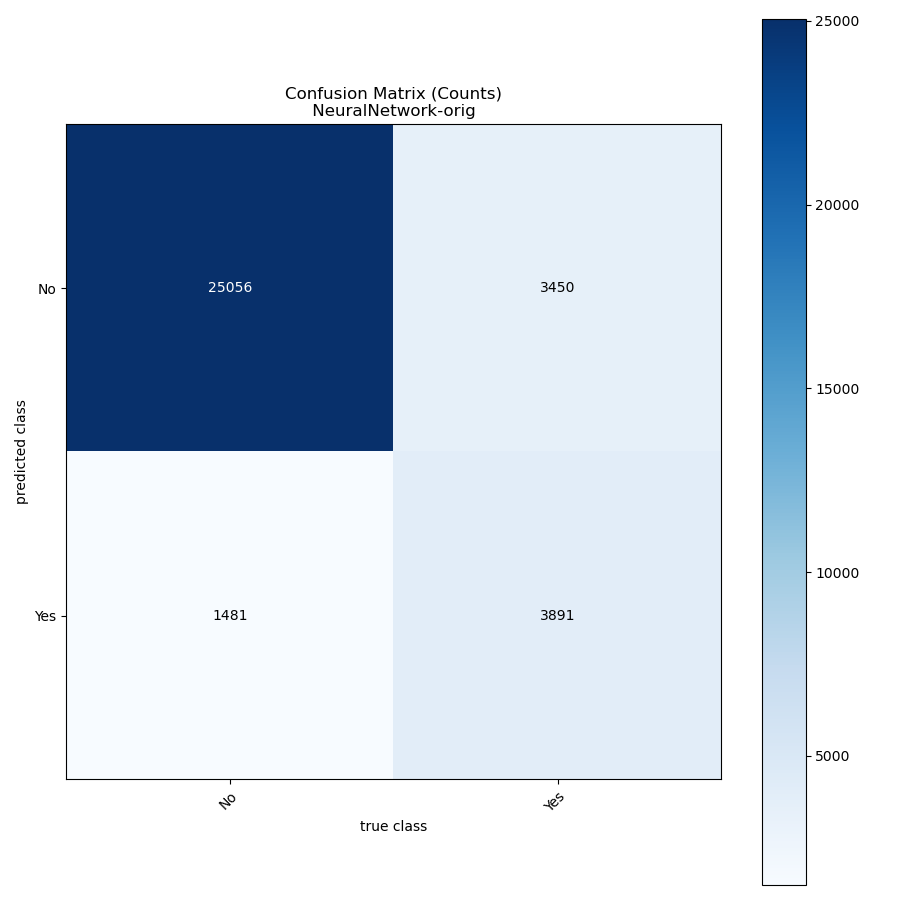 Confusion Matrix (Counts)
NeuralNetwork-orig
25000
20000
15000
10000
5000
predicted class
No
25056
3450
Yes
1481
3891
No
Yes
true class